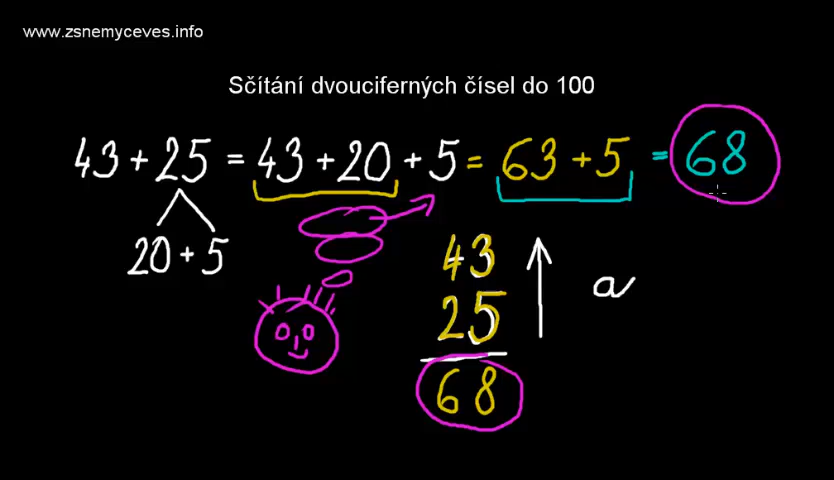 www.zsnemyceves.info
Sčítání dvouciferných čísel do 100
43 + 25 = 43 + 20 + 5 = 63 + 5 = 68
20 + 5
43
25
68
a